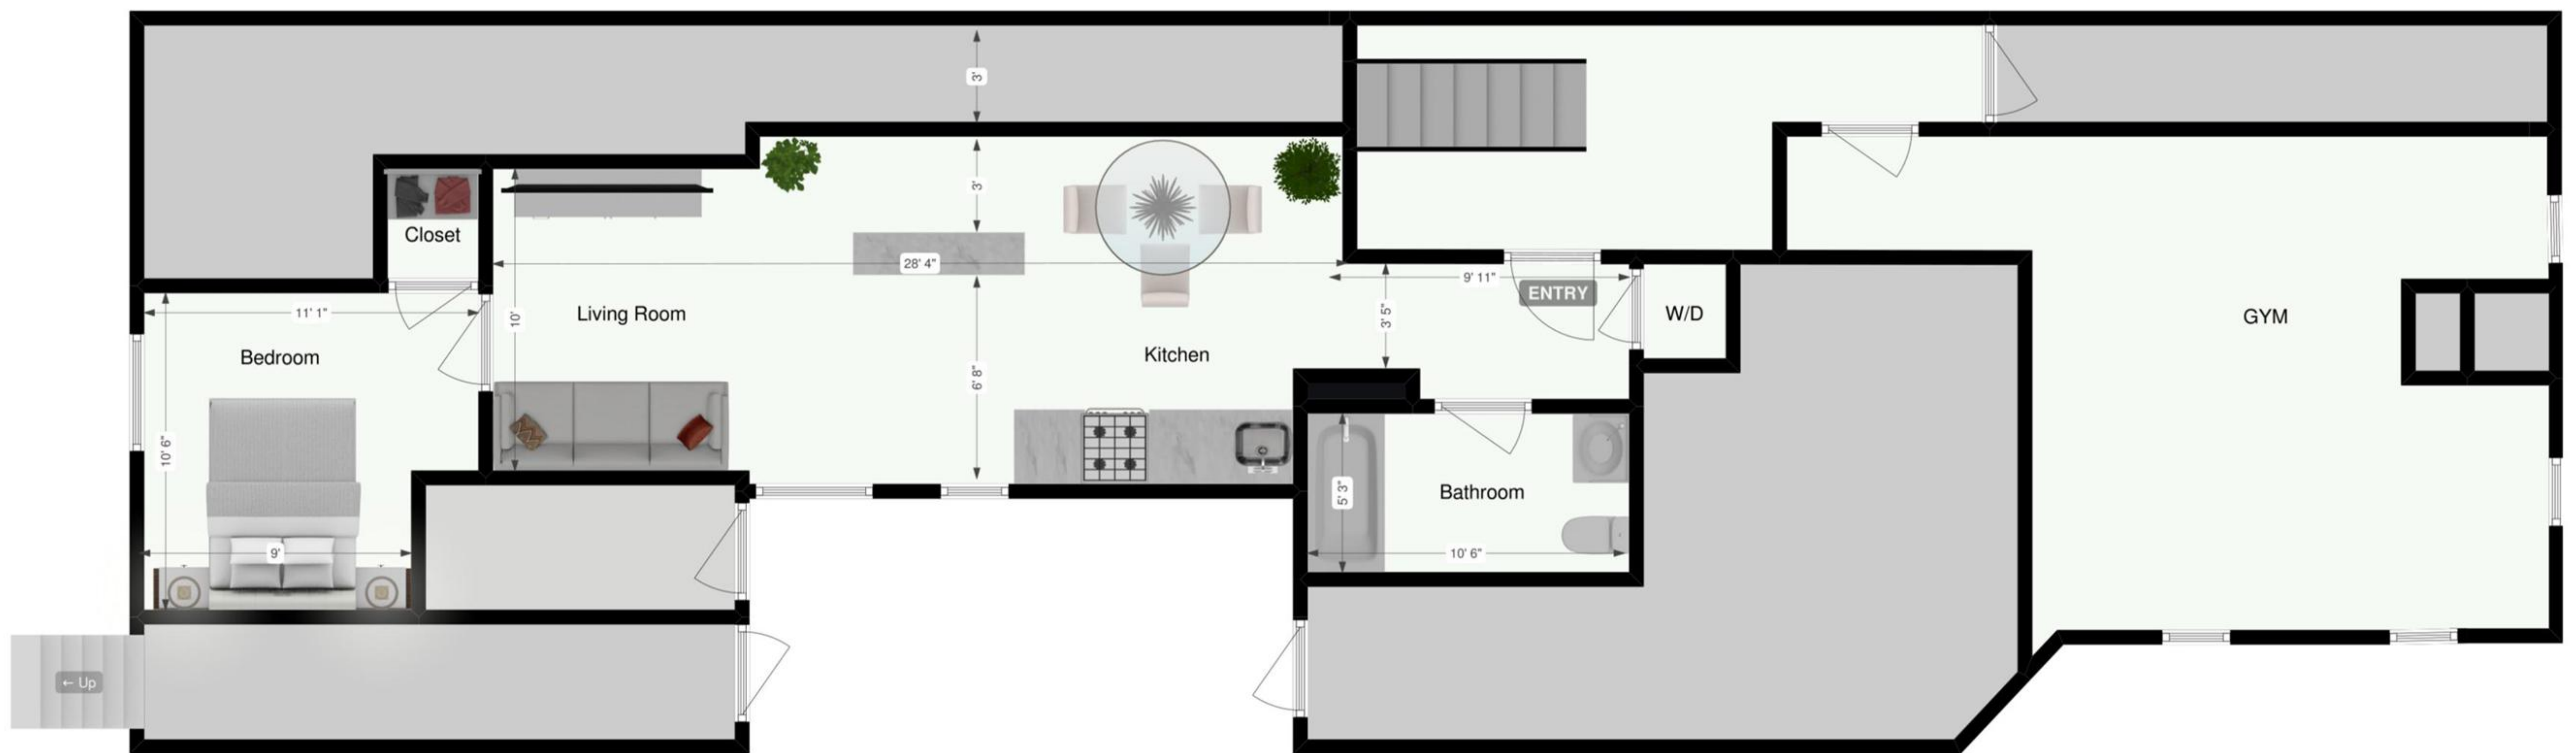 3'
3'
Closet
28' 4"
9' 11"
ENTRY
11' 1"
10'
Living Room
3' 5"
W/D
GYM
Bedroom
Kitchen
6' 8"
10' 6"
5' 3"
Bathroom
9'
10' 6"
← Up